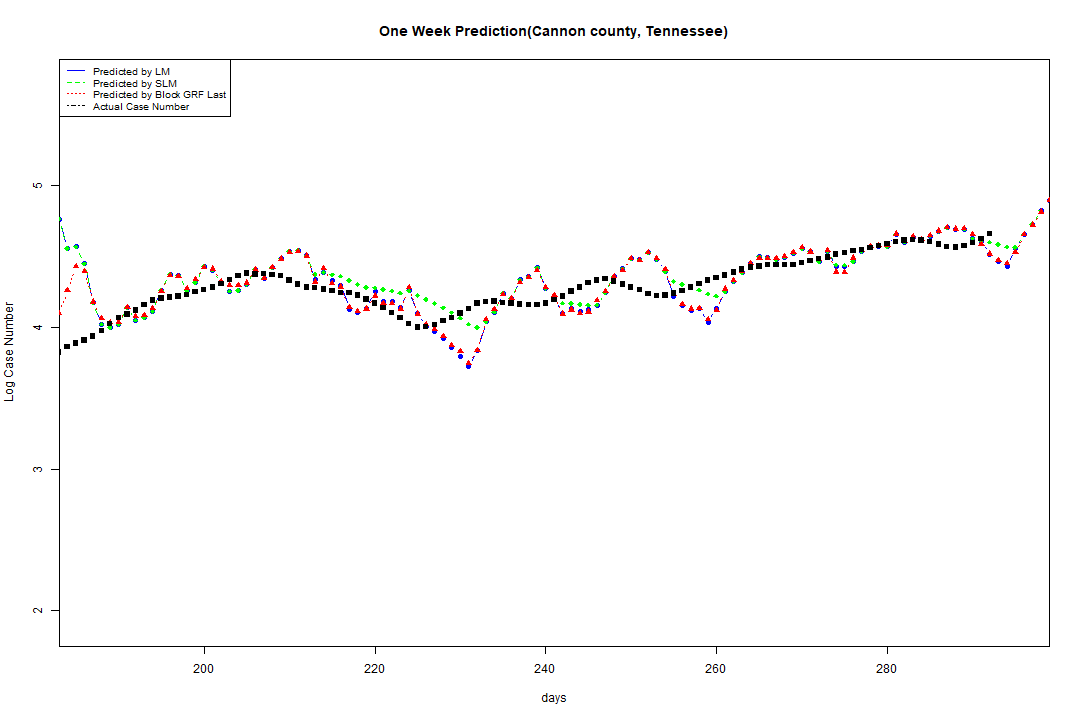 One Week Prediction(Cannon county, Tennessee)
Predicted by LM
Predicted by SLM
Predicted by Block GRF Last
Actual Case Number
5
4
3
2
Log Case Number
200 220 240 260 280
days